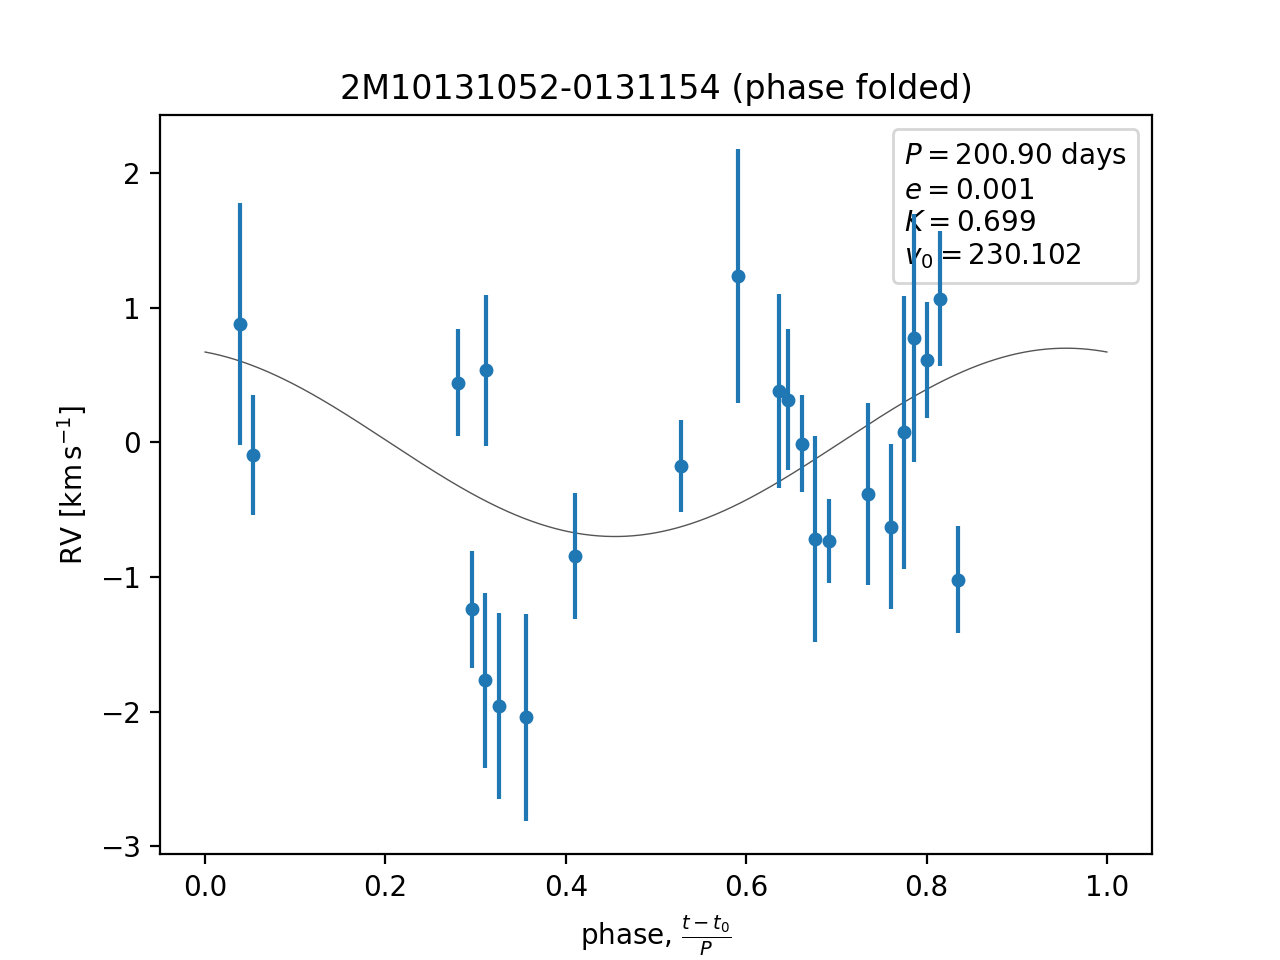 2M10131052-0131154 (phase folded)
P = 200.90 days
e = 0.001
K = 0.699
v₀ = 230.102
2
1
0
−1
−2
−3
RV [km s⁻¹]
0.0 0.2 0.4 0.6 0.8 1.0
phase, (t − t₀)/P